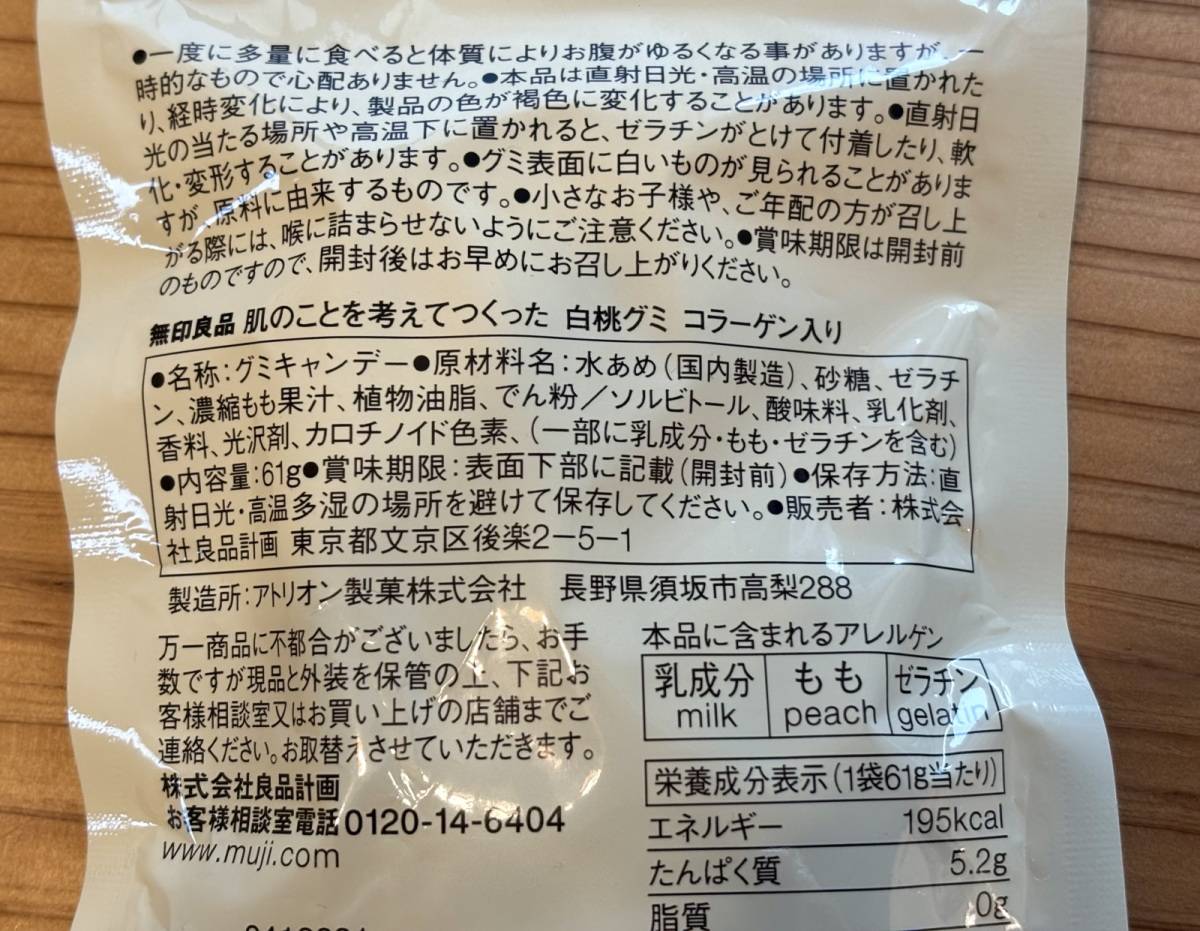 ●一度に多量に食べると体質によりお腹がゆるくなる事がありますが、一
時的なもので心配ありません。●本品は直射日光・高温の場所に置かれた
り、経時変化により、製品の色が褐色に変化することがあります。●直射日
光の当たる場所や高温下に置かれると、ゼラチンがとけて付着したり、軟
化・変形することがあります。●グミ表面に白いものが見られることがありま
すが、原料に由来するものです。●小さなお子様や、ご年配の方が召し上
がる際には、喉に詰まらせないようにご注意ください。●賞味期限は開封前
のものですので、開封後はお早めにお召し上がりください。
無印良品 肌のことを考えてつくった 白桃グミ コラーゲン入り
●名称：グミキャンデー●原材料名：水あめ（国内製造）、砂糖、ゼラチ
ン、濃縮もも果汁、植物油脂、でん粉／ソルビトール、酸味料、乳化剤、
香料、光沢剤、カロチノイド色素、（一部に乳成分・もも・ゼラチンを含む）
●内容量：61g●賞味期限：表面下部に記載（開封前）●保存方法：直
射日光・高温多湿の場所を避けて保存してください。●販売者：株式会
社良品計画 東京都文京区後楽2－5－1
製造所：アトリオン製菓株式会社 長野県須坂市高梨288
万一商品に不都合がございましたら、お手
数ですが現品と外装を保管の上、下記お
客様相談室又はお買い上げの店舗までご
連絡ください。お取替えさせていただきます。
株式会社良品計画
お客様相談室電話 0120-14-6404
www.muji.com
本品に含まれるアレルゲン
乳成分 もも ゼラチン
milk peach gelatin
栄養成分表示（1袋61g当たり）
エネルギー 195kcal
たんぱく質 5.2g
脂質 0g